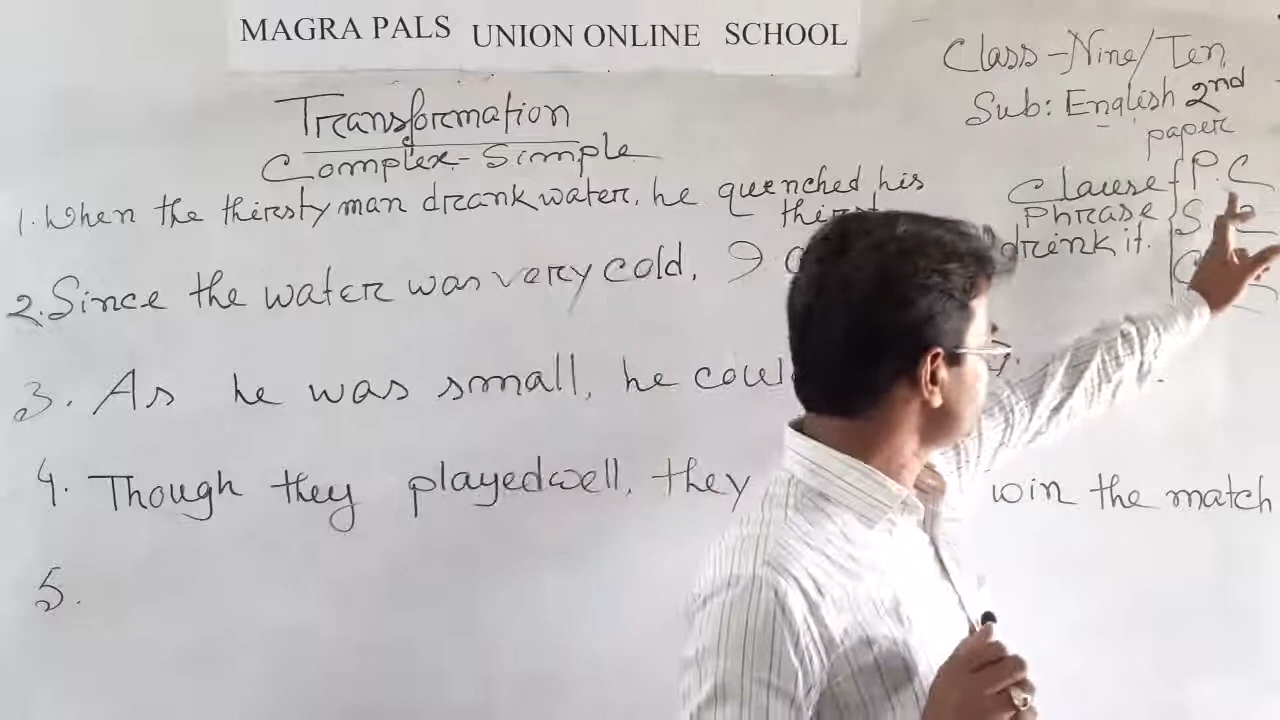 MAGRA PALS UNION ONLINE SCHOOL
Class-Nine/Ten
Sub: English 2nd
paper
Transformation
Complex-Simple
1. When the thirsty man drank water, he quenched his
thirst
Clause P.C
Phrase S.
2. Since the water was very cold, I drink it.
3. As he was small, he
4. Though they played well, they win the match
5.